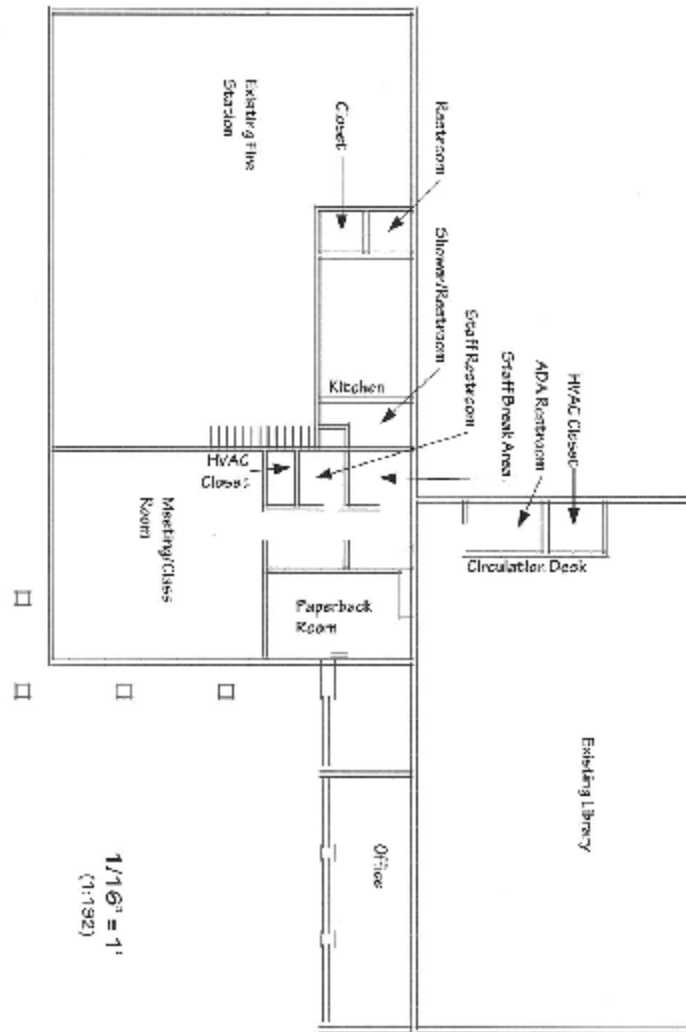 Existing Fire
Station
Closet
Restroom
Shower/Restroom
Staff Restroom
Staff Break Area
ADA Restroom
HVAC Closet
Kitchen
HVAC
Closet
Meeting/Class
Room
Circulation Desk
Paperback
Room
Existing Library
Office
1/16" = 1'
(1:192)